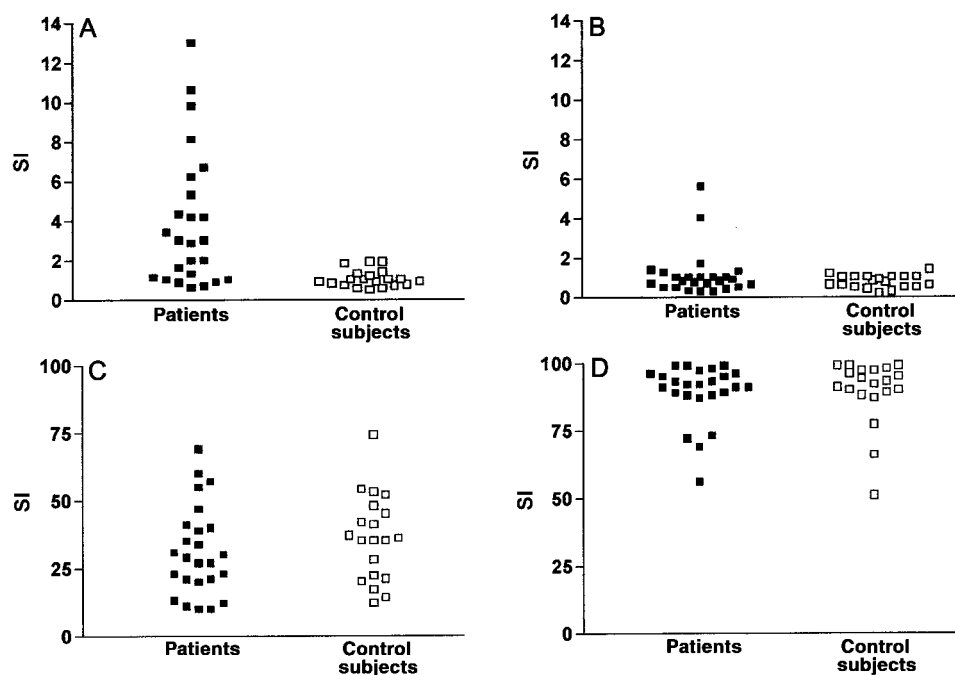 A
14
12
10
8
6
4
2
0
SI
Patients
Control
subjects
B
14
12
10
8
6
4
2
0
SI
Patients
Control
subjects
C
100
75
50
25
0
SI
Patients
Control
subjects
D
100
75
50
25
0
SI
Patients
Control
subjects